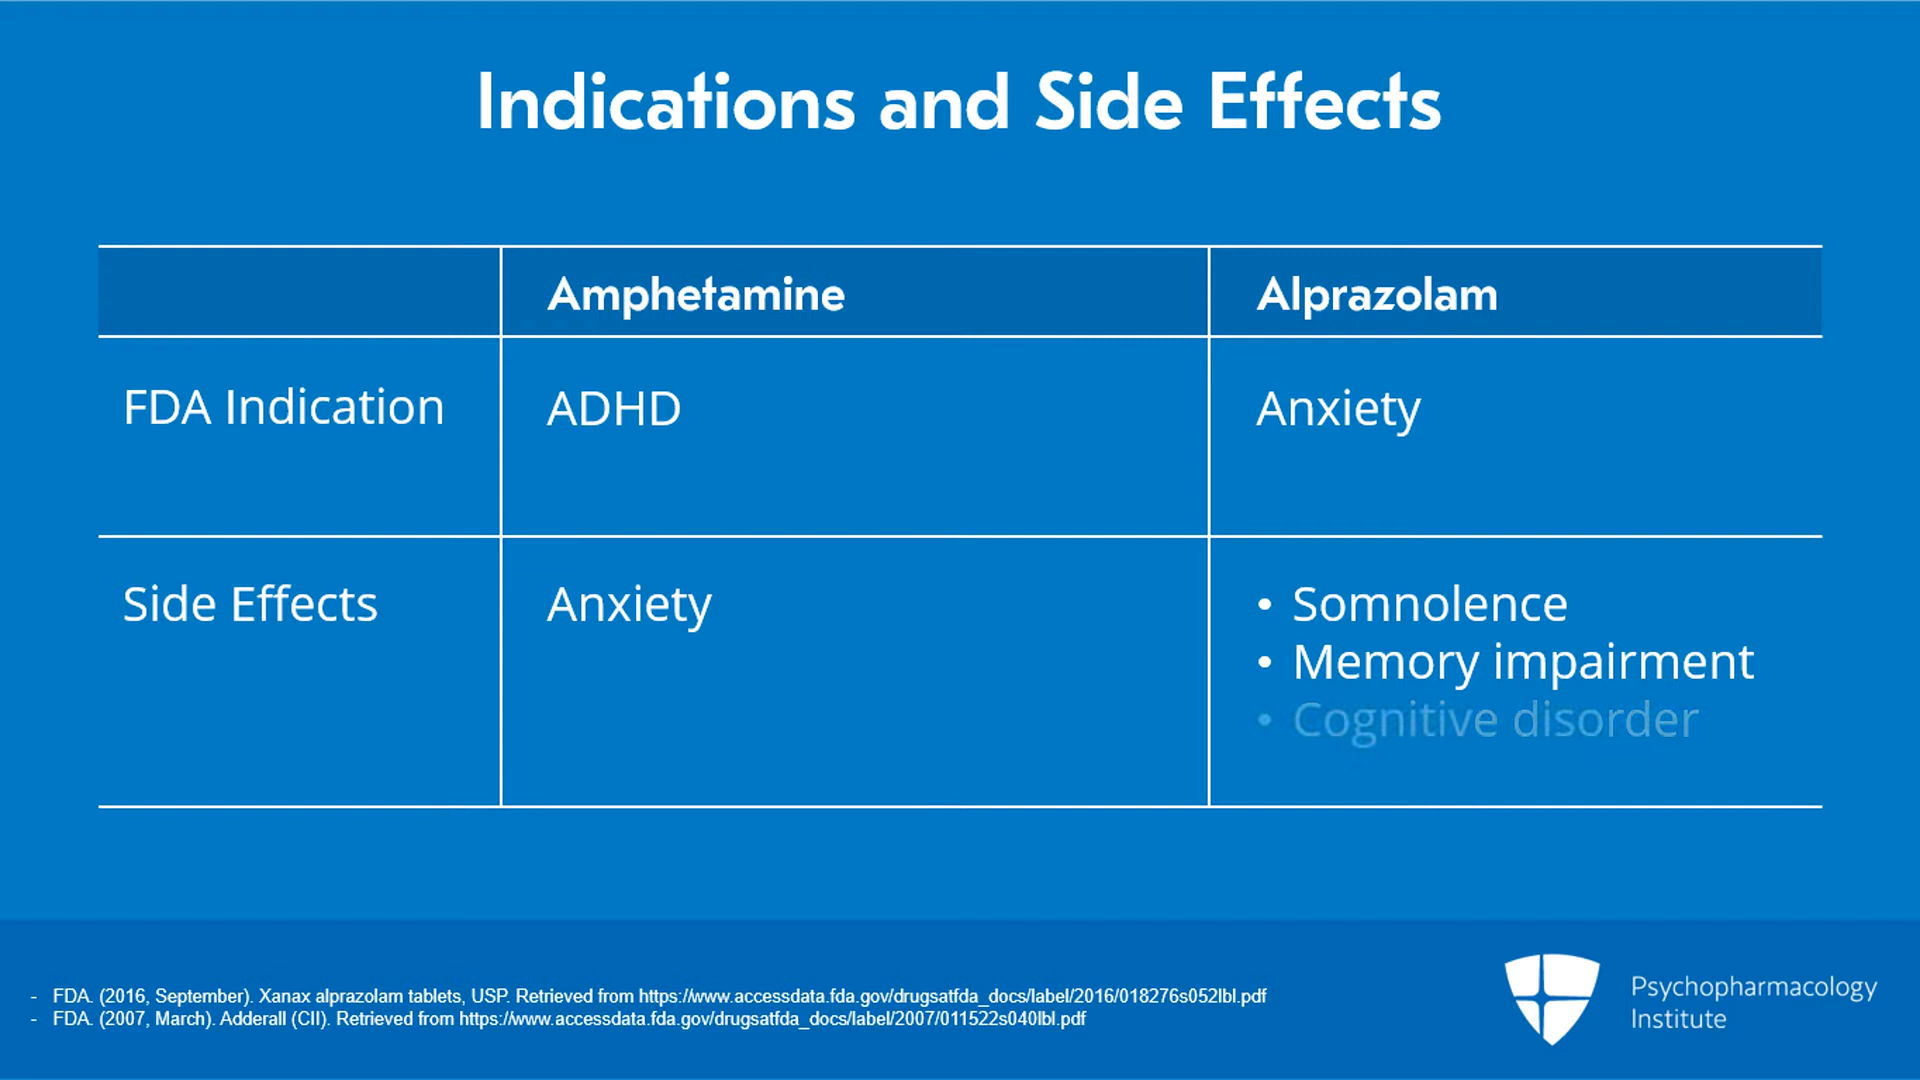 Indications and Side Effects
Amphetamine
Alprazolam
FDA Indication
ADHD
Anxiety
Side Effects
Anxiety
• Somnolence
• Memory impairment
• Cognitive disorder
- FDA. (2016, September). Xanax alprazolam tablets, USP. Retrieved from https://www.accessdata.fda.gov/drugsatfda_docs/label/2016/018276s052lbl.pdf
- FDA. (2007, March). Adderall (CII). Retrieved from https://www.accessdata.fda.gov/drugsatfda_docs/label/2007/011522s040lbl.pdf
Psychopharmacology
Institute